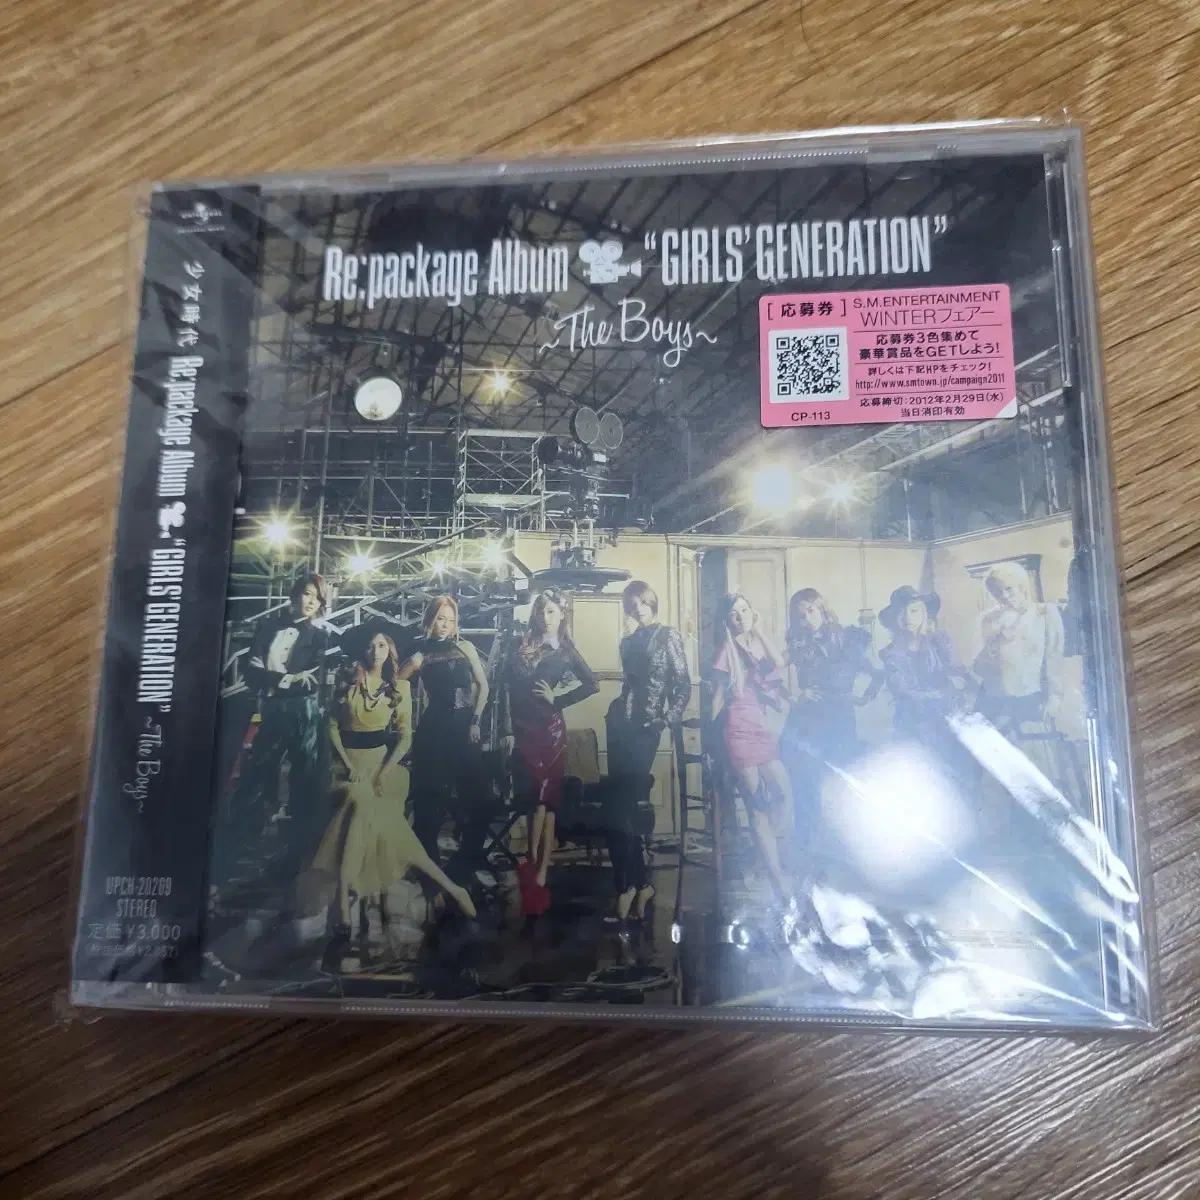 UNIVERSAL
少女時代 Re:package Album "GIRLS' GENERATION" ~The Boys~
UPCH-20269
STEREO
定価¥3,000
Re:package Album "GIRLS' GENERATION"
~The Boys~
[応募券]
S.M.ENTERTAINMENT
WINTERフェアー
応募券3色集めて
豪華賞品をGETしよう!
詳しくは下記HPをチェック!
http://www.smtown.jp/campaign2011
応募締切:2012年2月29日(水)
当日消印有効
CP-113